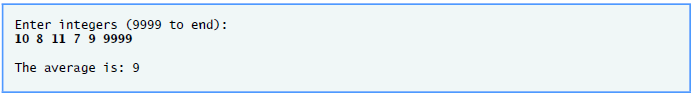 Enter integers (9999 to end):
10 8 11 7 9 9999
The average is: 9